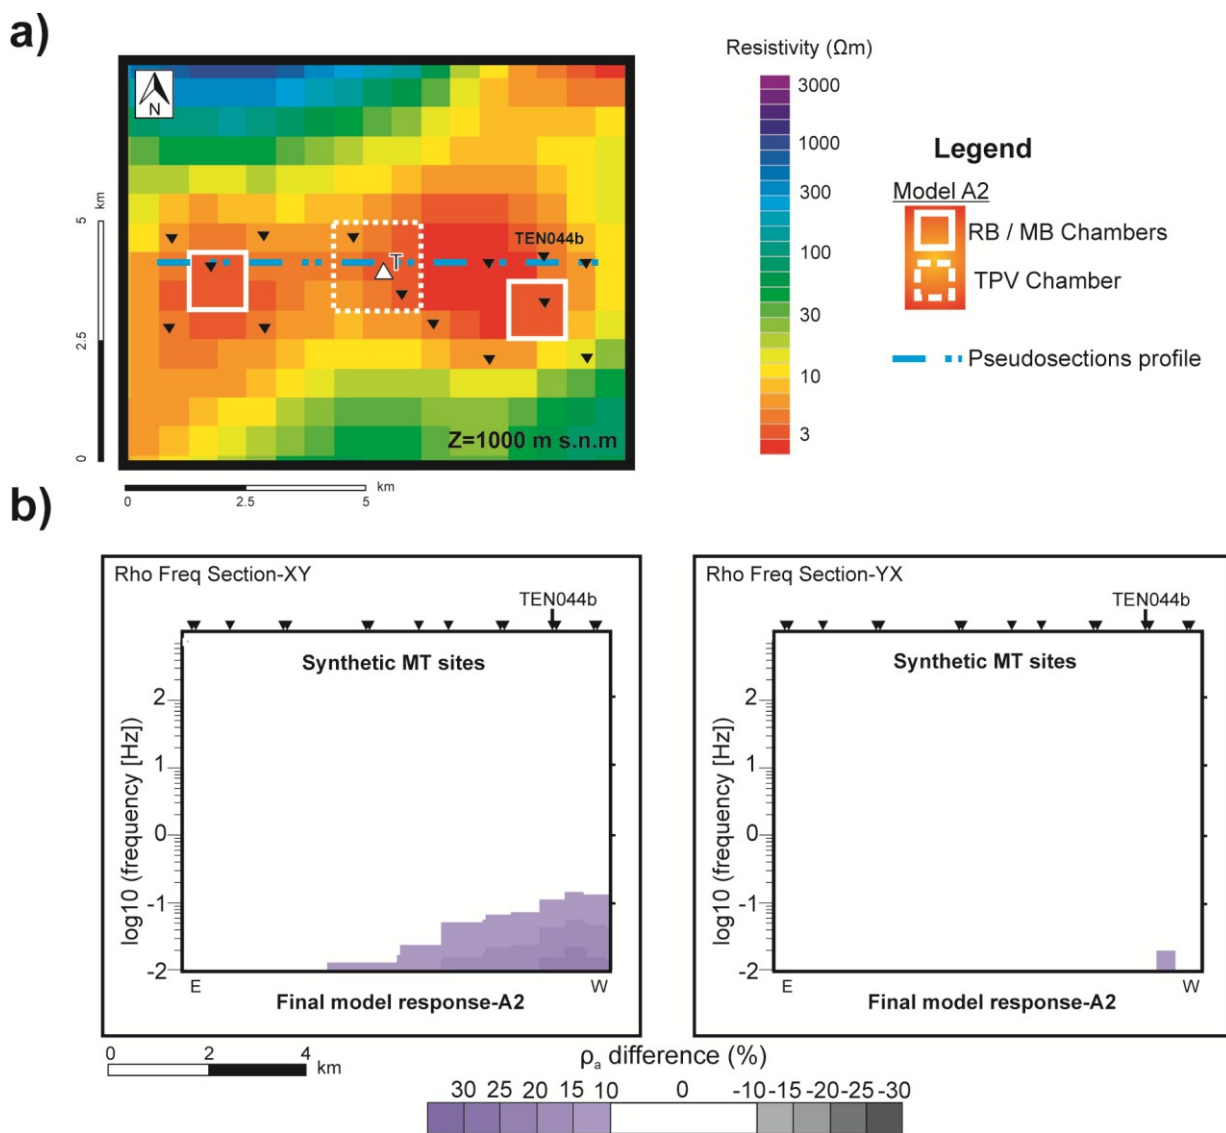 a)
N
T
TEN044b
Z=1000 m s.n.m
km
5
2.5
0
0 2.5 5
km
Resistivity (Ωm)
3000
1000
300
100
30
10
3
Legend
Model A2
RB / MB Chambers
TPV Chamber
Pseudosections profile
b)
Rho Freq Section-XY
TEN044b
Synthetic MT sites
log10 (frequency [Hz])
2
1
0
-1
-2
E W
Final model response-A2
Rho Freq Section-YX
TEN044b
Synthetic MT sites
log10 (frequency [Hz])
2
1
0
-1
-2
E W
Final model response-A2
0 2 4
km
ρa difference (%)
30 25 20 15 10 0 -10 -15 -20 -25 -30